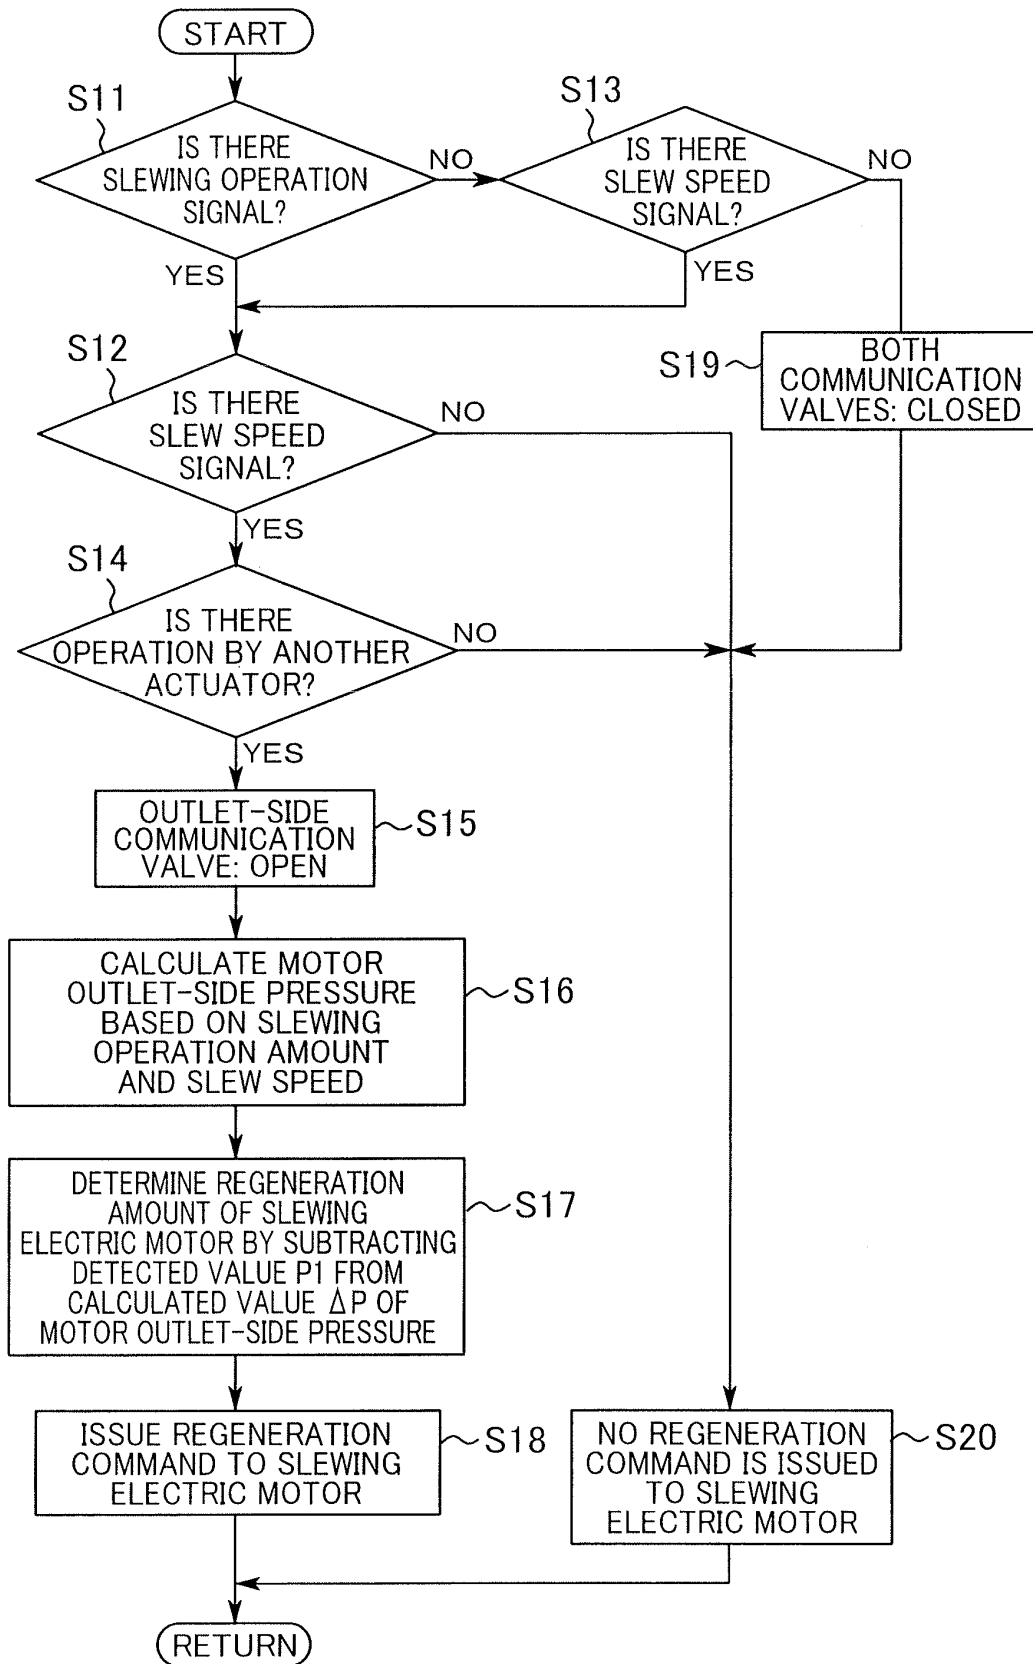 START
S11
IS THERE
SLEWING OPERATION
SIGNAL?
NO
YES
S13
IS THERE
SLEW SPEED
SIGNAL?
NO
YES
S19
BOTH
COMMUNICATION
VALVES: CLOSED
S12
IS THERE
SLEW SPEED
SIGNAL?
NO
YES
S14
IS THERE
OPERATION BY ANOTHER
ACTUATOR?
NO
YES
OUTLET-SIDE
COMMUNICATION
VALVE: OPEN
S15
CALCULATE MOTOR
OUTLET-SIDE PRESSURE
BASED ON SLEWING
OPERATION AMOUNT
AND SLEW SPEED
S16
DETERMINE REGENERATION
AMOUNT OF SLEWING
ELECTRIC MOTOR BY SUBTRACTING
DETECTED VALUE P1 FROM
CALCULATED VALUE ΔP OF
MOTOR OUTLET-SIDE PRESSURE
S17
ISSUE REGENERATION
COMMAND TO SLEWING
ELECTRIC MOTOR
S18
NO REGENERATION
COMMAND IS ISSUED
TO SLEWING
ELECTRIC MOTOR
S20
RETURN